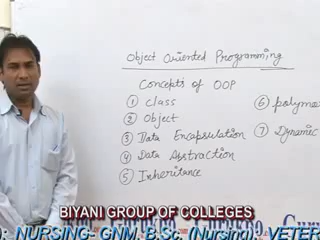 Object Oriented Programming
Concepts of OOP
① Class
② Object
③ Data Encapsulation
④ Data Abstraction
⑤ Inheritance
⑥ polymo
⑦ Dynamic
BIYANI GROUP OF COLLEGES
NURSING- GNM, B.Sc. (Nursing), VETER